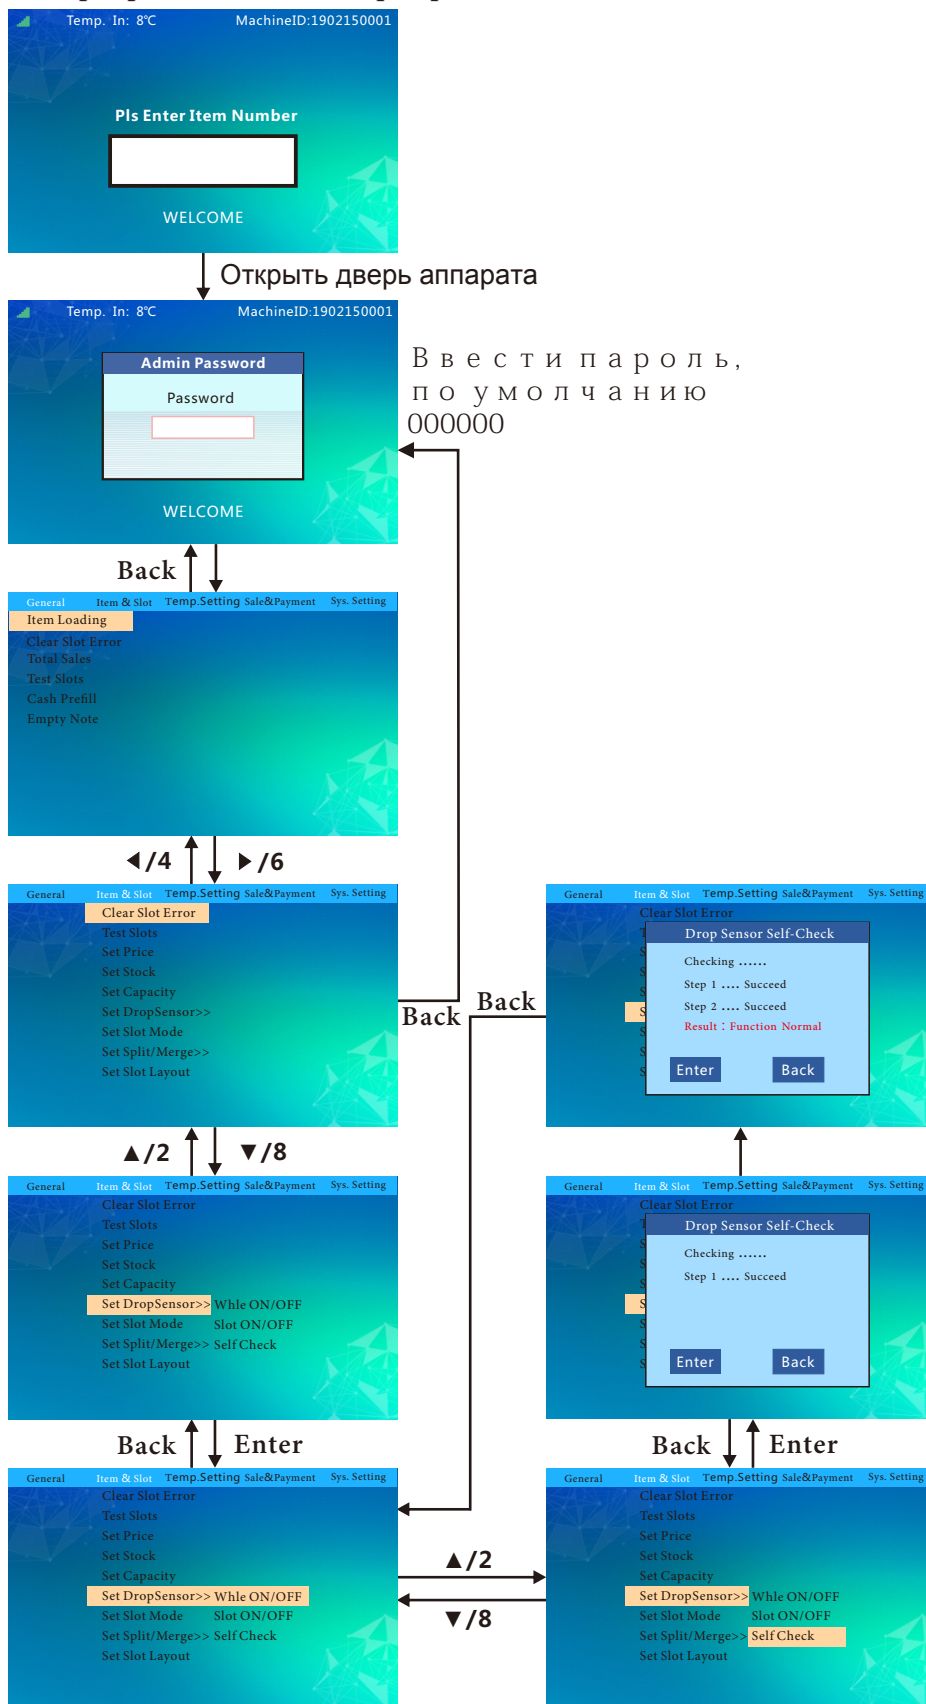 Temp. In: 8℃ MachineID:1902150001
Pls Enter Item Number
WELCOME
Открыть дверь аппарата
Temp. In: 8℃ MachineID:1902150001
Admin Password
Password
WELCOME
Ввести пароль,
по умолчанию
000000
Back
General Item & Slot Temp.Setting Sale&Payment Sys. Setting
Item Loading
Clear Slot Error
Total Sales
Test Slots
Cash Prefill
Empty Note
◀/4 ▶/6
General Item & Slot Temp.Setting Sale&Payment Sys. Setting
Clear Slot Error
Test Slots
Set Price
Set Stock
Set Capacity
Set DropSensor>>
Set Slot Mode
Set Split/Merge>>
Set Slot Layout
Back
▲/2 ▼/8
General Item & Slot Temp.Setting Sale&Payment Sys. Setting
Clear Slot Error
Test Slots
Set Price
Set Stock
Set Capacity
Set DropSensor>> Whle ON/OFF
Set Slot Mode Slot ON/OFF
Set Split/Merge>> Self Check
Set Slot Layout
Back Enter
General Item & Slot Temp.Setting Sale&Payment Sys. Setting
Clear Slot Error
Test Slots
Set Price
Set Stock
Set Capacity
Set DropSensor>> Whle ON/OFF
Set Slot Mode Slot ON/OFF
Set Split/Merge>> Self Check
Set Slot Layout
▲/2
▼/8
General Item & Slot Temp.Setting Sale&Payment Sys. Setting
Clear Slot Error
Test Slots
Set Price
Set Stock
Set Capacity
Set DropSensor>> Whle ON/OFF
Set Slot Mode Slot ON/OFF
Set Split/Merge>> Self Check
Set Slot Layout
Back Enter
General Item & Slot Temp.Setting Sale&Payment Sys. Setting
Clear Slot Error
Drop Sensor Self-Check
Checking ......
Step 1 .... Succeed
Enter Back
General Item & Slot Temp.Setting Sale&Payment Sys. Setting
Clear Slot Error
Drop Sensor Self-Check
Checking ......
Step 1 .... Succeed
Step 2 .... Succeed
Result : Function Normal
Enter Back
Back